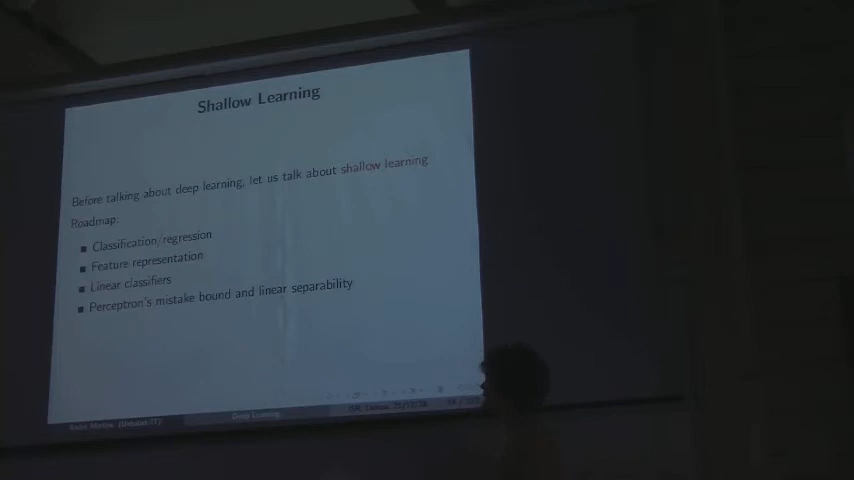 Shallow Learning
Before talking about deep learning, let us talk about shallow learning
Roadmap:
Classification/regression
Feature representation
Linear classifiers
Perceptron's mistake bound and linear separability
Deep Learning